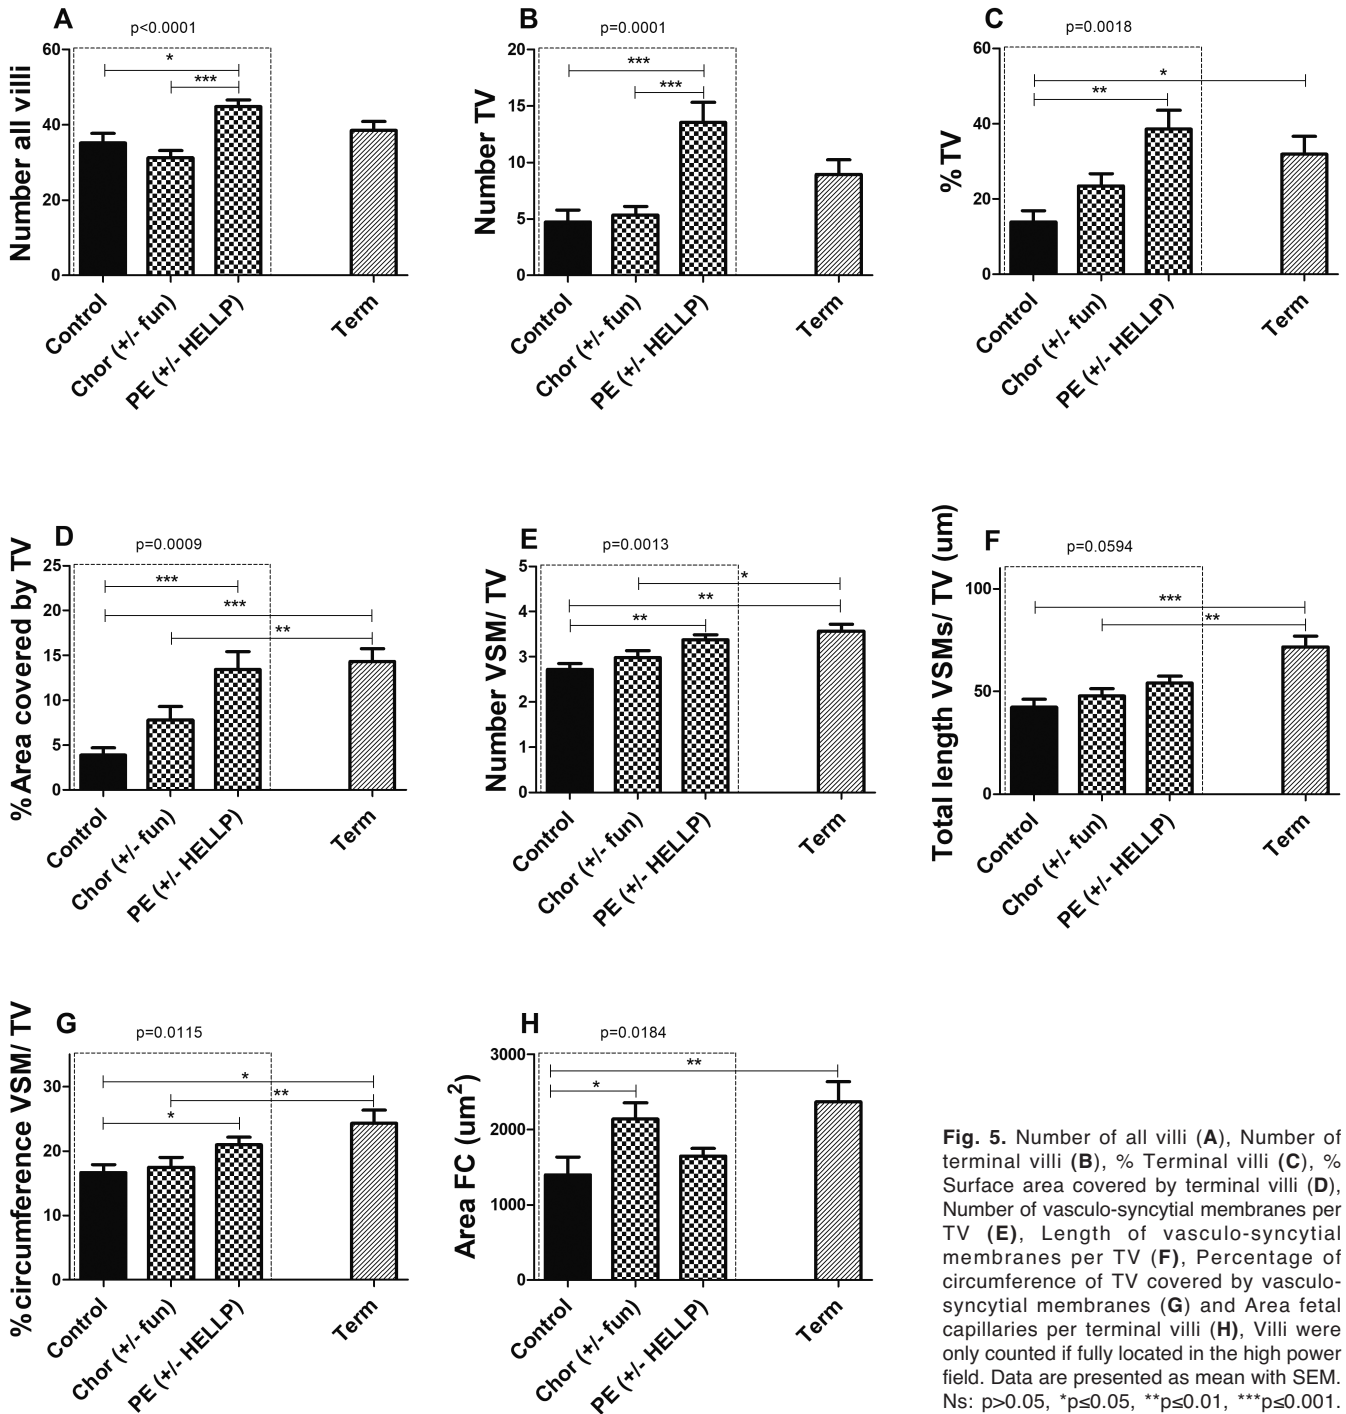 A
p<0.0001
Number all villi
60
40
20
0
*
***
Control
Chor (+/- fun)
PE (+/- HELLP)
Term
B
p=0.0001
Number TV
20
15
10
5
0
***
***
Control
Chor (+/- fun)
PE (+/- HELLP)
Term
C
p=0.0018
% TV
60
40
20
0
*
**
Control
Chor (+/- fun)
PE (+/- HELLP)
Term
D
p=0.0009
% Area covered by TV
25
20
15
10
5
0
***
***
**
Control
Chor (+/- fun)
PE (+/- HELLP)
Term
E
p=0.0013
Number VSM/ TV
5
4
3
2
1
0
*
**
**
Control
Chor (+/- fun)
PE (+/- HELLP)
Term
F
p=0.0594
Total length VSMs/ TV (um)
100
50
0
***
**
Control
Chor (+/- fun)
PE (+/- HELLP)
Term
G
p=0.0115
% circumference VSM/ TV
30
20
10
0
*
**
*
Control
Chor (+/- fun)
PE (+/- HELLP)
Term
H
p=0.0184
Area FC (um²)
3000
2000
1000
0
**
*
Control
Chor (+/- fun)
PE (+/- HELLP)
Term
Fig. 5. Number of all villi (A), Number of
terminal villi (B), % Terminal villi (C), %
Surface area covered by terminal villi (D),
Number of vasculo-syncytial membranes per
TV (E), Length of vasculo-syncytial
membranes per TV (F), Percentage of
circumference of TV covered by vasculo-
syncytial membranes (G) and Area fetal
capillaries per terminal villi (H), Villi were
only counted if fully located in the high power
field. Data are presented as mean with SEM.
Ns: p>0.05, *p≤0.05, **p≤0.01, ***p≤0.001.